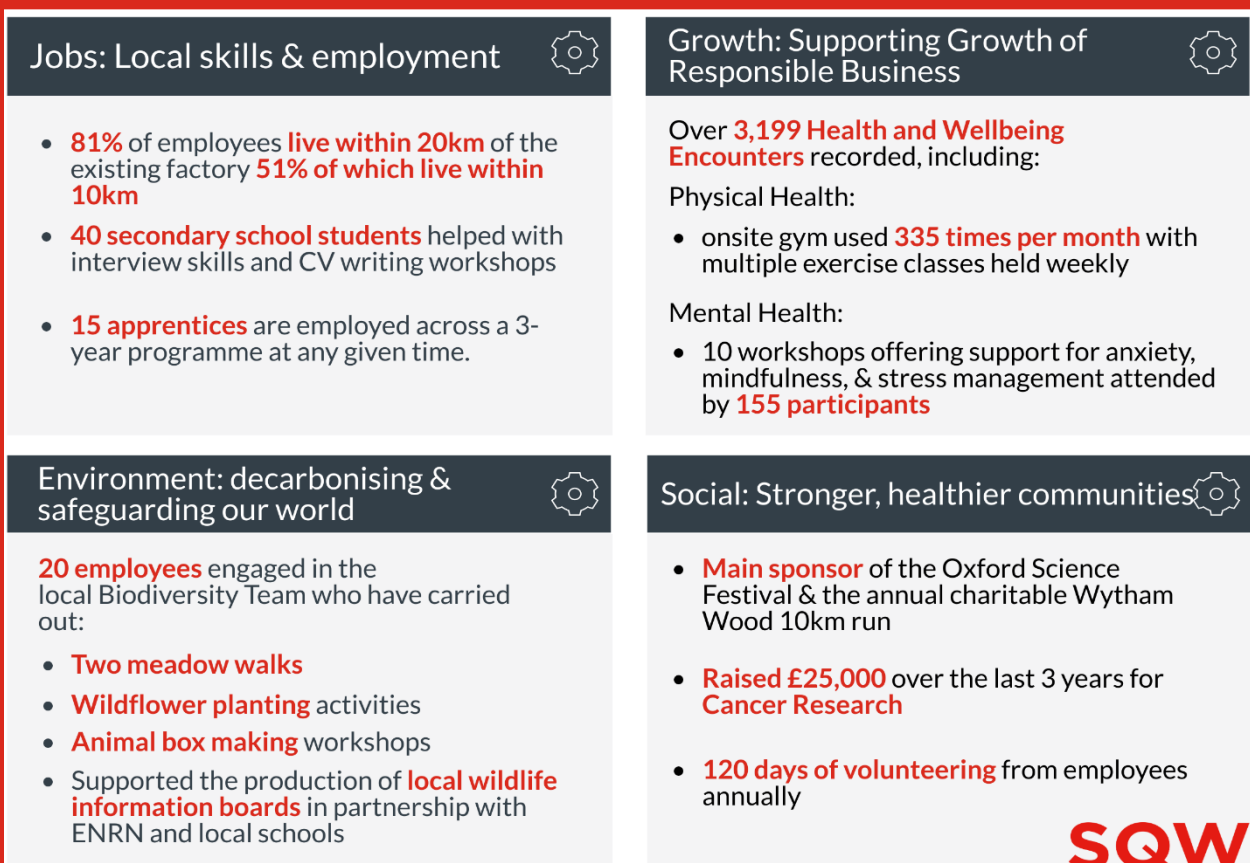 Jobs: Local skills & employment
• 81% of employees live within 20km of the
existing factory 51% of which live within
10km
• 40 secondary school students helped with
interview skills and CV writing workshops
• 15 apprentices are employed across a 3-
year programme at any given time.
Growth: Supporting Growth of
Responsible Business
Over 3,199 Health and Wellbeing
Encounters recorded, including:
Physical Health:
• onsite gym used 335 times per month with
multiple exercise classes held weekly
Mental Health:
• 10 workshops offering support for anxiety,
mindfulness, & stress management attended
by 155 participants
Environment: decarbonising &
safeguarding our world
20 employees engaged in the
local Biodiversity Team who have carried
out:
• Two meadow walks
• Wildflower planting activities
• Animal box making workshops
• Supported the production of local wildlife
information boards in partnership with
ENRN and local schools
Social: Stronger, healthier communities
• Main sponsor of the Oxford Science
Festival & the annual charitable Wytham
Wood 10km run
• Raised £25,000 over the last 3 years for
Cancer Research
• 120 days of volunteering from employees
annually
SQW